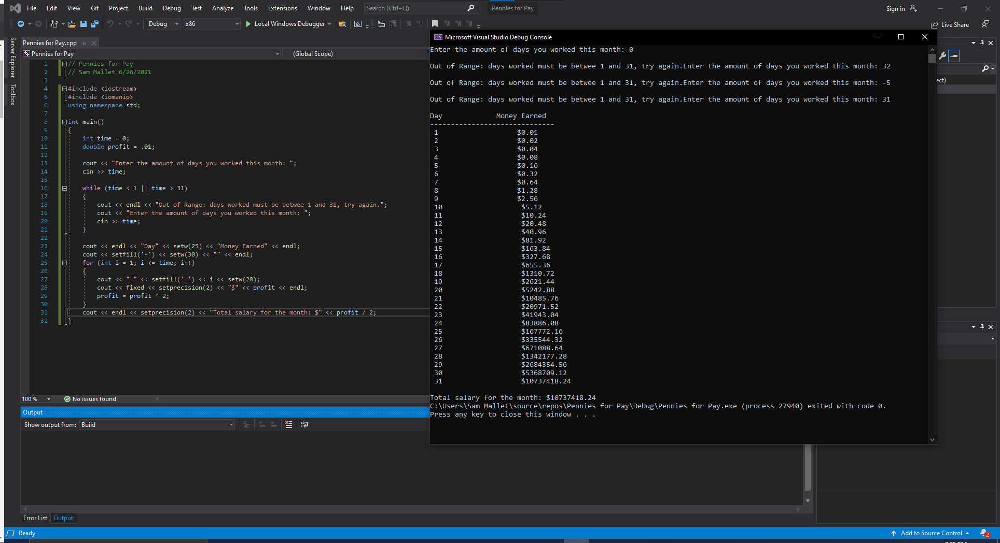 File Edit View Git Project Build Debug Test Analyze Tools Extensions Window Help Search (Ctrl+Q) Pennies for Pay Sign in
Debug x86 Local Windows Debugger Live Share
Server Explorer
Toolbox
Pennies for Pay.cpp
Pennies for Pay (Global Scope)
1 // Pennies for Pay
2 // Sam Mallet 6/26/2021
3
4 #include <iostream>
5 #include <iomanip>
6 using namespace std;
7
8 int main()
9 {
10 int time = 0;
11 double profit = .01;
12
13 cout << "Enter the amount of days you worked this month: ";
14 cin >> time;
15
16 while (time < 1 || time > 31)
17 {
18 cout << endl << "Out of Range: days worked must be betwee 1 and 31, try again.";
19 cout << "Enter the amount of days you worked this month: ";
20 cin >> time;
21 }
22
23 cout << endl << "Day" << setw(25) << "Money Earned" << endl;
24 cout << setfill('-') << setw(30) << "" << endl;
25 for (int i = 1; i <= time; i++)
26 {
27 cout << " " << setfill(' ') << i << setw(20);
28 cout << fixed << setprecision(2) << "$" << profit << endl;
29 profit = profit * 2;
30 }
31 cout << endl << setprecision(2) << "Total salary for the month: $" << profit / 2;
32 }
100 % No issues found
Output
Show output from: Build
Error List Output
Ready Add to Source Control 2
Microsoft Visual Studio Debug Console
Enter the amount of days you worked this month: 0
Out of Range: days worked must be betwee 1 and 31, try again.Enter the amount of days you worked this month: 32
Out of Range: days worked must be betwee 1 and 31, try again.Enter the amount of days you worked this month: -5
Out of Range: days worked must be betwee 1 and 31, try again.Enter the amount of days you worked this month: 31
Day Money Earned
------------------------------
1 $0.01
2 $0.02
3 $0.04
4 $0.08
5 $0.16
6 $0.32
7 $0.64
8 $1.28
9 $2.56
10 $5.12
11 $10.24
12 $20.48
13 $40.96
14 $81.92
15 $163.84
16 $327.68
17 $655.36
18 $1310.72
19 $2621.44
20 $5242.88
21 $10485.76
22 $20971.52
23 $41943.04
24 $83886.08
25 $167772.16
26 $335544.32
27 $671088.64
28 $1342177.28
29 $2684354.56
30 $5368709.12
31 $10737418.24
Total salary for the month: $10737418.24
C:\Users\Sam Mallet\source\repos\Pennies for Pay\Debug\Pennies for Pay.exe (process 27940) exited with code 0.
Press any key to close this window . . .
ect)